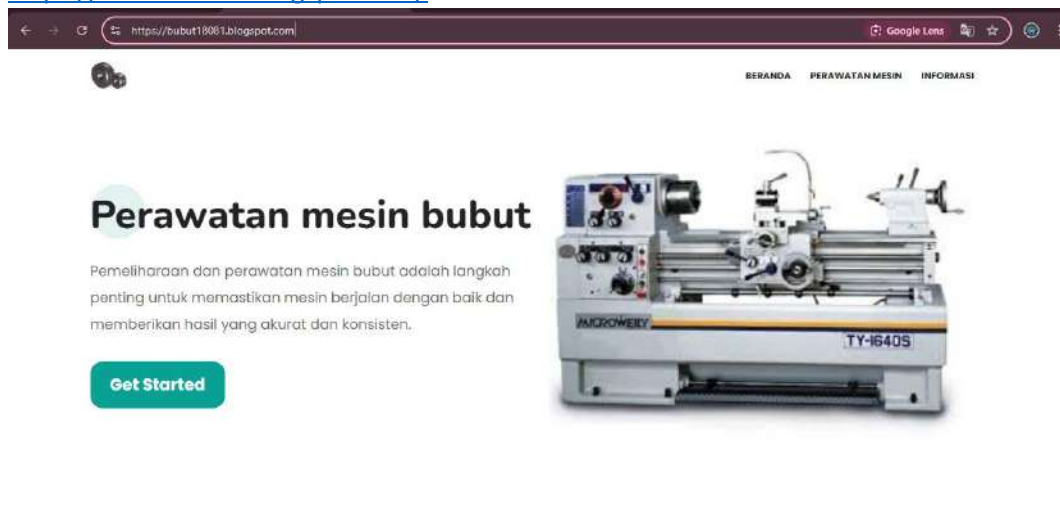 https://bubut18081.blogspot.com
Google Lens
BERANDA PERAWATAN MESIN INFORMASI
Perawatan mesin bubut
Pemeliharaan dan perawatan mesin bubut adalah langkah
penting untuk memastikan mesin berjalan dengan baik dan
memberikan hasil yang akurat dan konsisten.
MICROWEILY
TY-1640S
Get Started